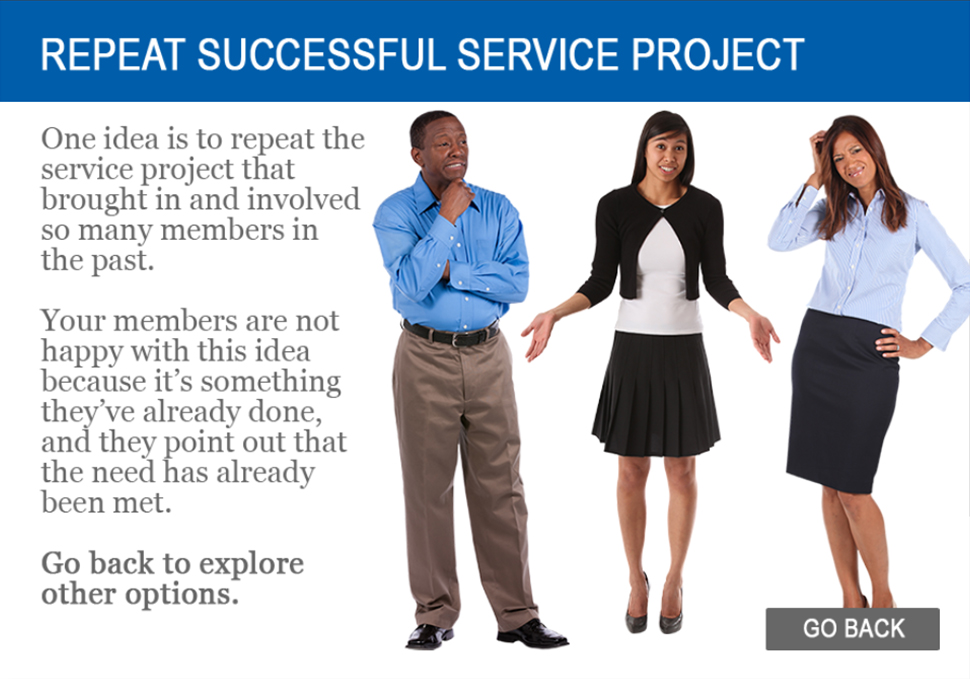 REPEAT SUCCESSFUL SERVICE PROJECT
One idea is to repeat the
service project that
brought in and involved
so many members in
the past.
Your members are not
happy with this idea
because it’s something
they’ve already done,
and they point out that
the need has already
been met.
Go back to explore
other options.
GO BACK